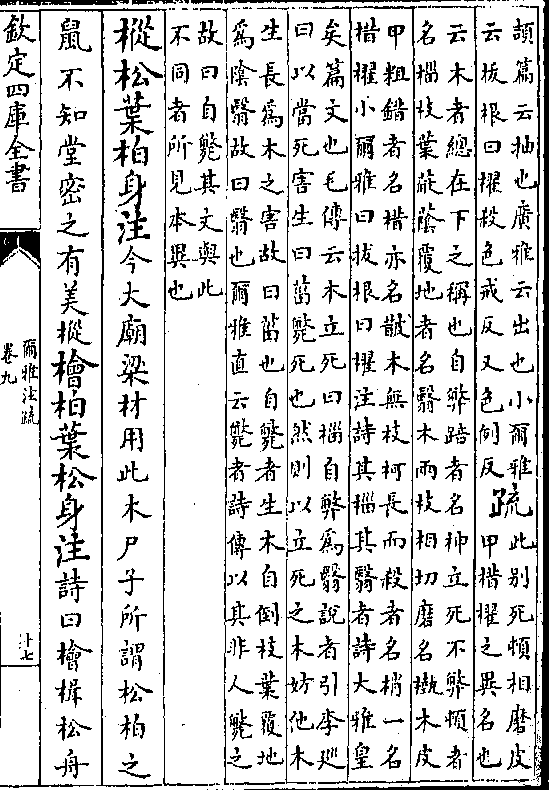 頡篇云抽也廣雅云出也小爾雅
云拔根曰擢殺色戒反又色例反
疏
此别死頓相磨皮
甲楷擢之異名也
云木者總在下之稱也自斃踣者名神立死不斃頓者
名椔枝葉蔽蔭覆地者名翳木兩枝相切磨名槸木皮
甲粗錯者名楷亦名㪚木無枝柯長而殺者名梢一名
梢擢小爾雅曰拔根曰擢注詩其椔其翳者詩大雅皇
矣篇文也毛傳云木立死曰椔自斃爲翳說者引李廵
曰以當死害生曰菑斃死也然則以立死之木妨他木
生長爲木之害故曰菑也自斃者生木自倒枝葉覆地
爲陰翳故曰翳也爾雅直云斃者詩傳以其非人斃之
故曰自斃其文與此
不同者所見本異也
樅松葉柏身注今大廟梁材用此木尸子所謂松柏之
鼠不知堂密之有美樅檜柏葉松身注詩曰檜楫松舟
欽定四庫全書
爾雅注疏
卷九
廿七